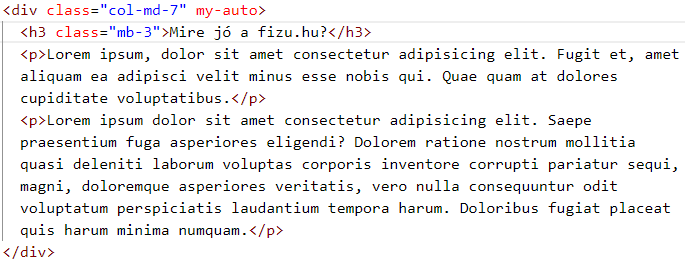 <div class="col-md-7" my-auto>
<h3 class="mb-3">Mire jó a fizu.hu?</h3>
<p>Lorem ipsum, dolor sit amet consectetur adipisicing elit. Fugit et, amet
aliquam ea adipisci velit minus esse nobis qui. Quae quam at dolores
cupiditate voluptatibus.</p>
<p>Lorem ipsum dolor sit amet consectetur adipisicing elit. Saepe
praesentium fuga asperiores eligendi? Dolorem ratione nostrum mollitia
quasi deleniti laborum voluptas corporis inventore corrupti pariatur sequi,
magni, doloremque asperiores veritatis, vero nulla consequuntur odit
voluptatum perspiciatis laudantium tempora harum. Doloribus fugiat placeat
quis harum minima numquam.</p>
</div>